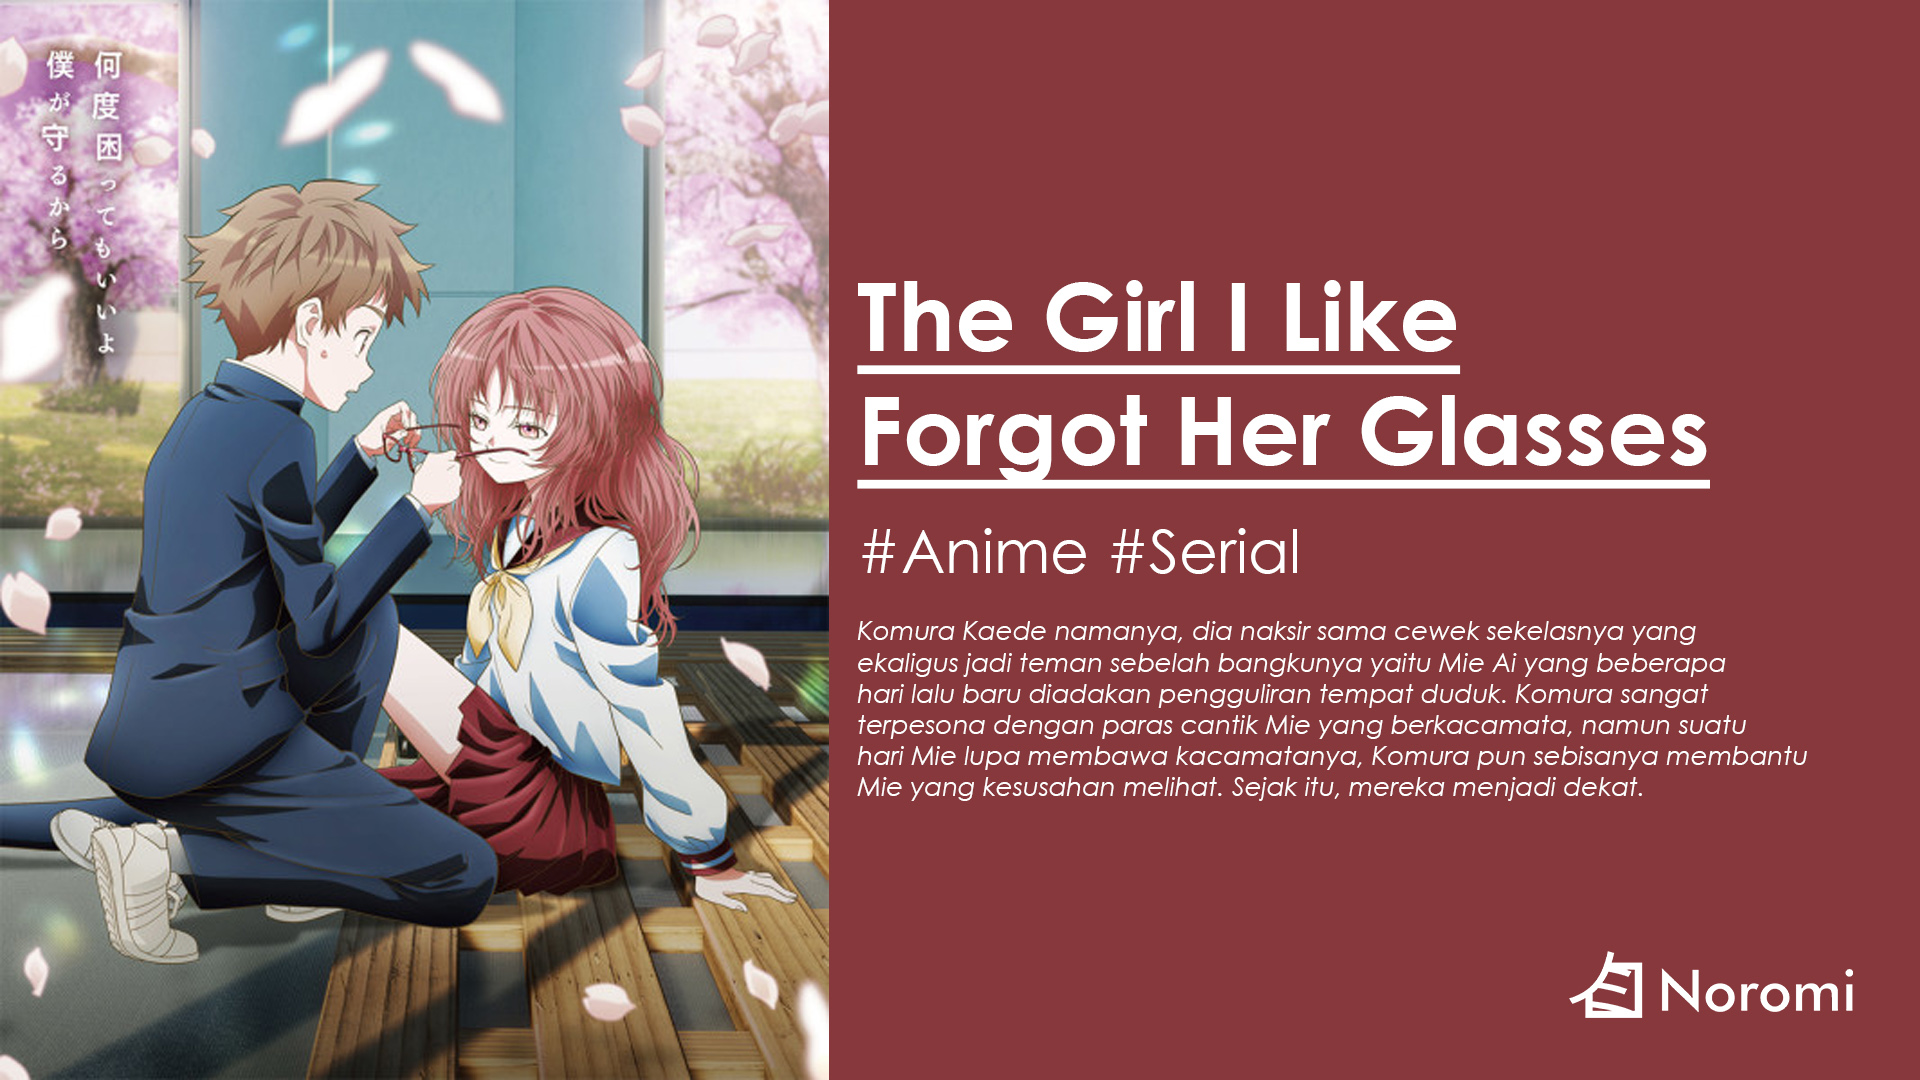 何度困ってもいいよ
僕が守るから
The Girl I Like
Forgot Her Glasses
#Anime #Serial
Komura Kaede namanya, dia naksir sama cewek sekelasnya yang
ekaligus jadi teman sebelah bangkunya yaitu Mie Ai yang beberapa
hari lalu baru diadakan pengguliran tempat duduk. Komura sangat
terpesona dengan paras cantik Mie yang berkacamata, namun suatu
hari Mie lupa membawa kacamatanya, Komura pun sebisanya membantu
Mie yang kesusahan melihat. Sejak itu, mereka menjadi dekat.
Noromi